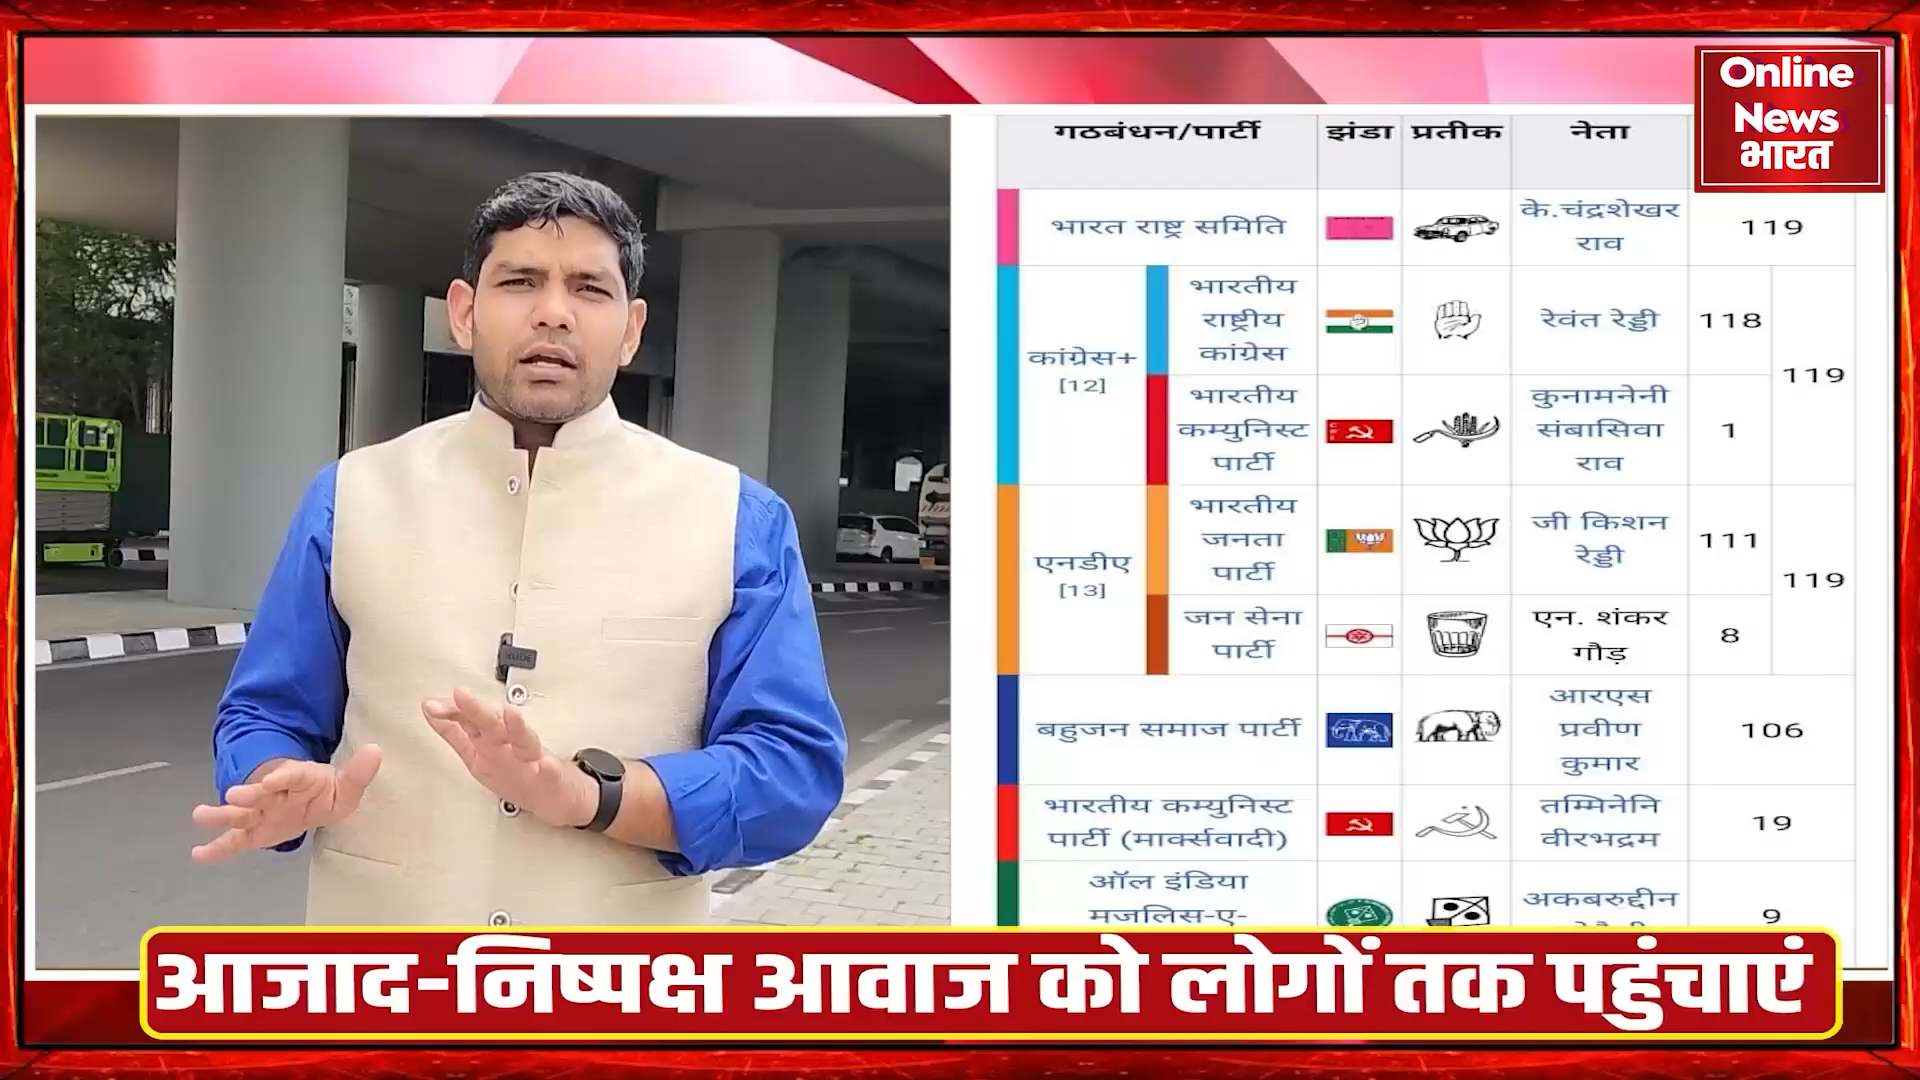 Online
News
भारत
गठबंधन/पार्टी झंडा प्रतीक नेता
भारत राष्ट्र समिति के.चंद्रशेखर राव 119
कांग्रेस+ [12] भारतीय राष्ट्रीय कांग्रेस रेवंत रेड्डी 118 119
भारतीय कम्युनिस्ट पार्टी कुनामनेनी संबासिवा राव 1
एनडीए [13] भारतीय जनता पार्टी जी किशन रेड्डी 111 119
जन सेना पार्टी एन. शंकर गौड़ 8
बहुजन समाज पार्टी आरएस प्रवीण कुमार 106
भारतीय कम्युनिस्ट पार्टी (मार्क्सवादी) तम्मिनेनि वीरभद्रम 19
ऑल इंडिया मजलिस-ए- अकबरुद्दीन 9
आजाद-निष्पक्ष आवाज को लोगों तक पहुंचाएं